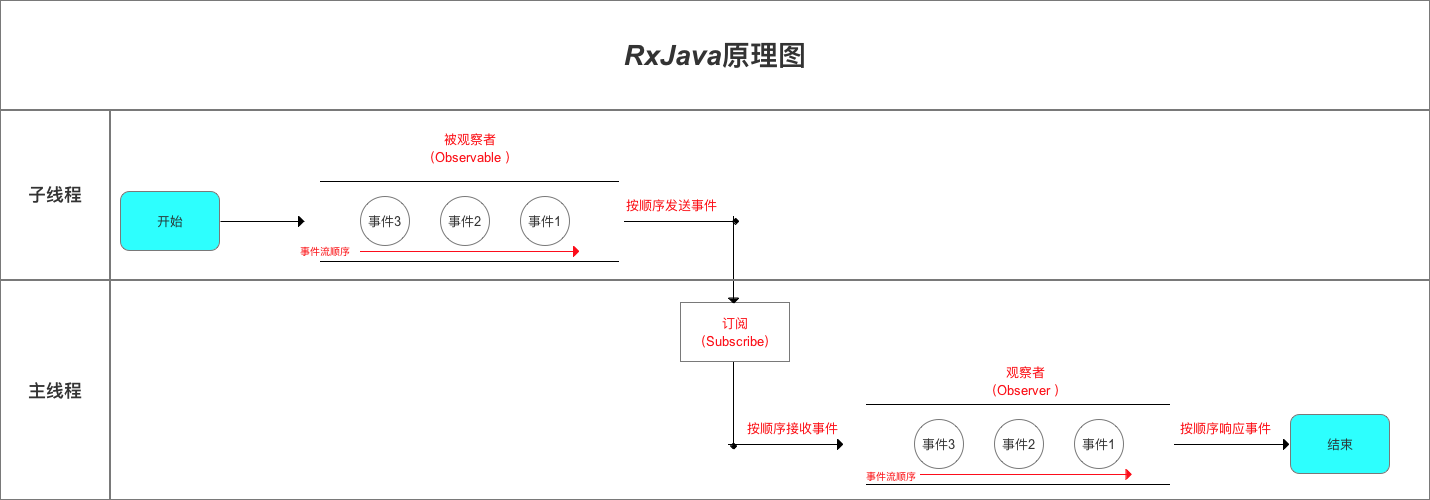 RxJava原理图
子线程
开始
被观察者
（Observable ）
事件3
事件2
事件1
事件流顺序
按顺序发送事件
主线程
订阅
（Subscribe）
按顺序接收事件
观察者
（Observer ）
事件3
事件2
事件1
事件流顺序
按顺序响应事件
结束